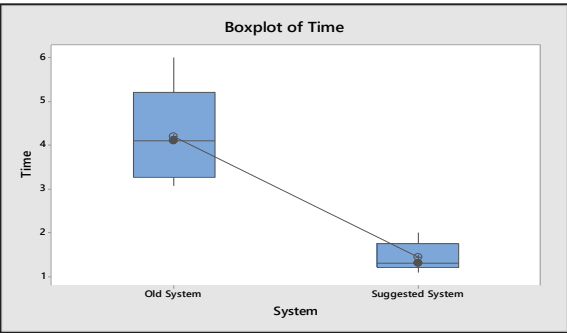 Boxplot of Time
6
5
4
3
2
1
Time
Old System
Suggested System
System